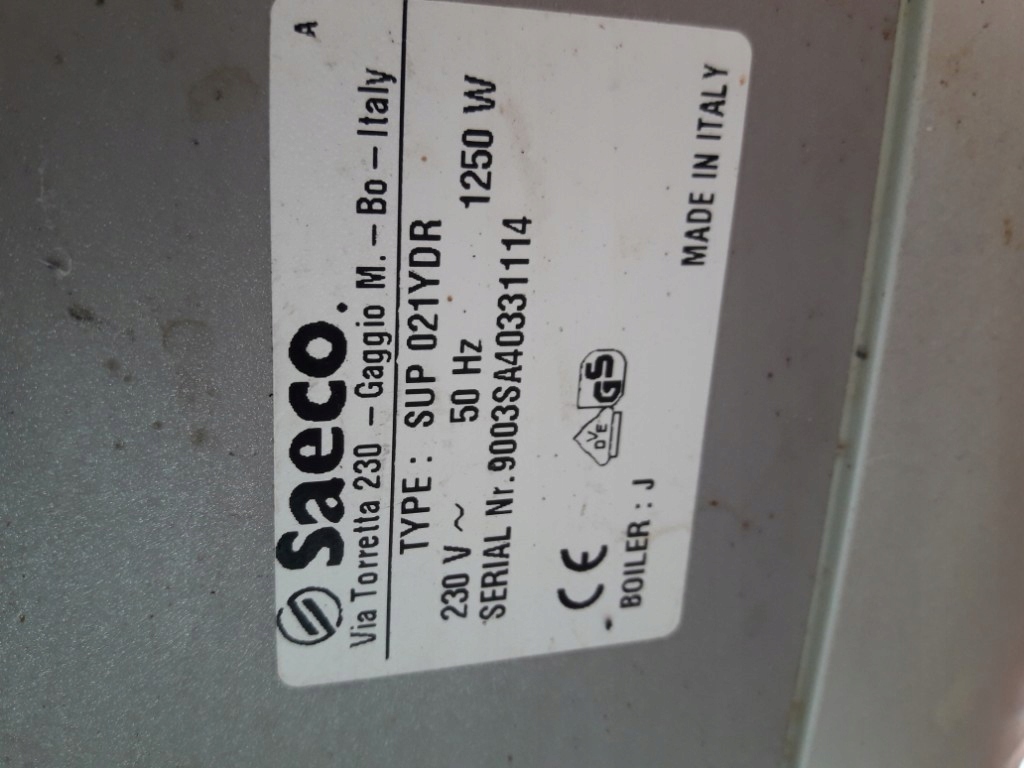 A
Saeco.
Via Torretta 230 - Gaggio M. - Bo - Italy
TYPE : SUP 021YDR
230 V ~ 50 Hz 1250 W
SERIAL Nr.9003SA40331114
CE DVE GS
BOILER : J
MADE IN ITALY